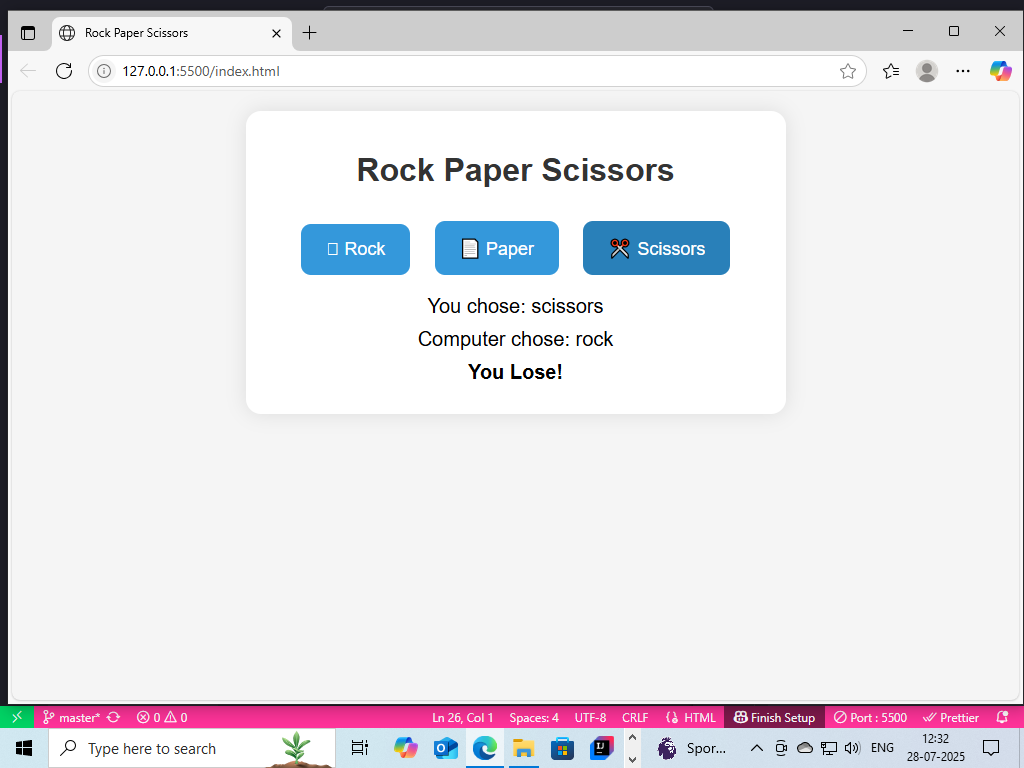 Rock Paper Scissors
127.0.0.1:5500/index.html
Rock Paper Scissors
Rock
Paper
Scissors
You chose: scissors
Computer chose: rock
You Lose!
master* 0 0 Ln 26, Col 1 Spaces: 4 UTF-8 CRLF HTML Finish Setup Port : 5500 Prettier
Type here to search
Spor...
ENG
12:32
28-07-2025